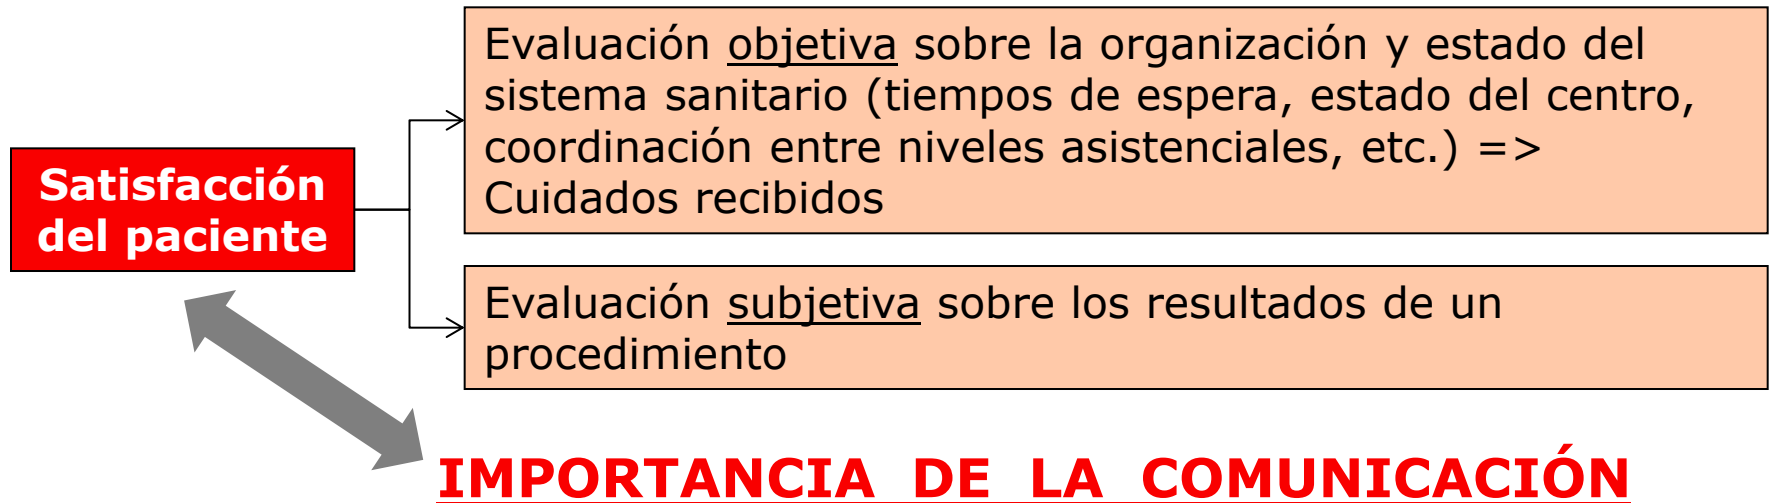 Satisfacción
del paciente
Evaluación objetiva sobre la organización y estado del
sistema sanitario (tiempos de espera, estado del centro,
coordinación entre niveles asistenciales, etc.) =>
Cuidados recibidos
Evaluación subjetiva sobre los resultados de un
procedimiento
IMPORTANCIA DE LA COMUNICACIÓN